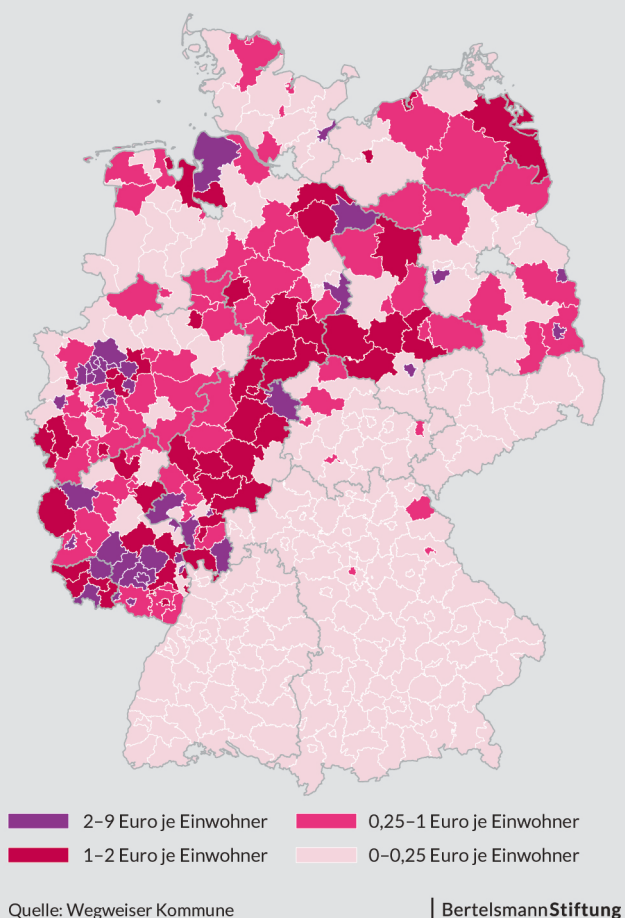 2–9 Euro je Einwohner
0,25–1 Euro je Einwohner
1–2 Euro je Einwohner
0–0,25 Euro je Einwohner
Quelle: Wegweiser Kommune
BertelsmannStiftung